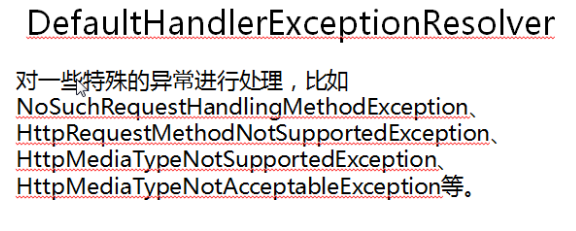 DefaultHandlerExceptionResolver
对一些特殊的异常进行处理，比如
NoSuchRequestHandlingMethodException、
HttpRequestMethodNotSupportedException、
HttpMediaTypeNotSupportedException、
HttpMediaTypeNotAcceptableException等。